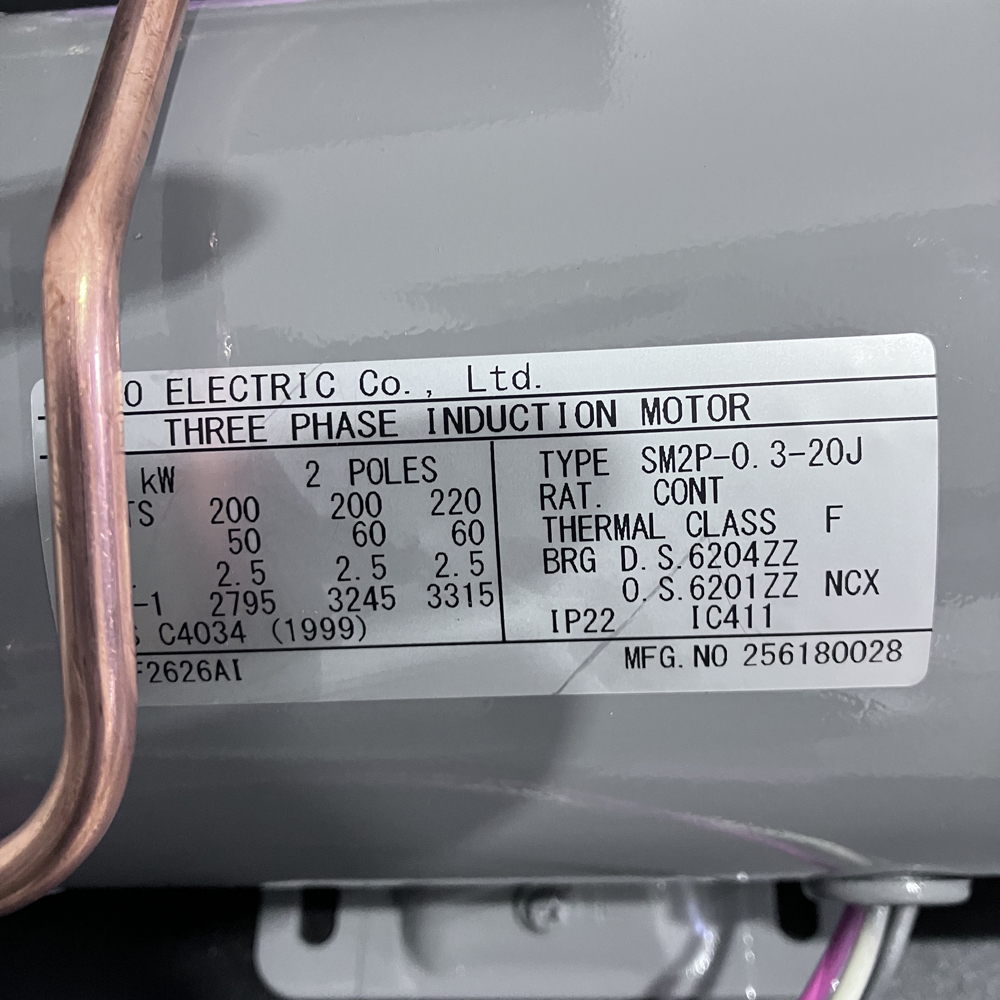 O ELECTRIC Co., Ltd.
THREE PHASE INDUCTION MOTOR
kW 2 POLES
TS 200 200 220
50 60 60
2.5 2.5 2.5
-1 2795 3245 3315
C4034 (1999)
TYPE SM2P-0.3-20J
RAT. CONT
THERMAL CLASS F
BRG D.S.6204ZZ
O.S.6201ZZ NCX
IP22 IC411
F2626AI
MFG.NO 256180028